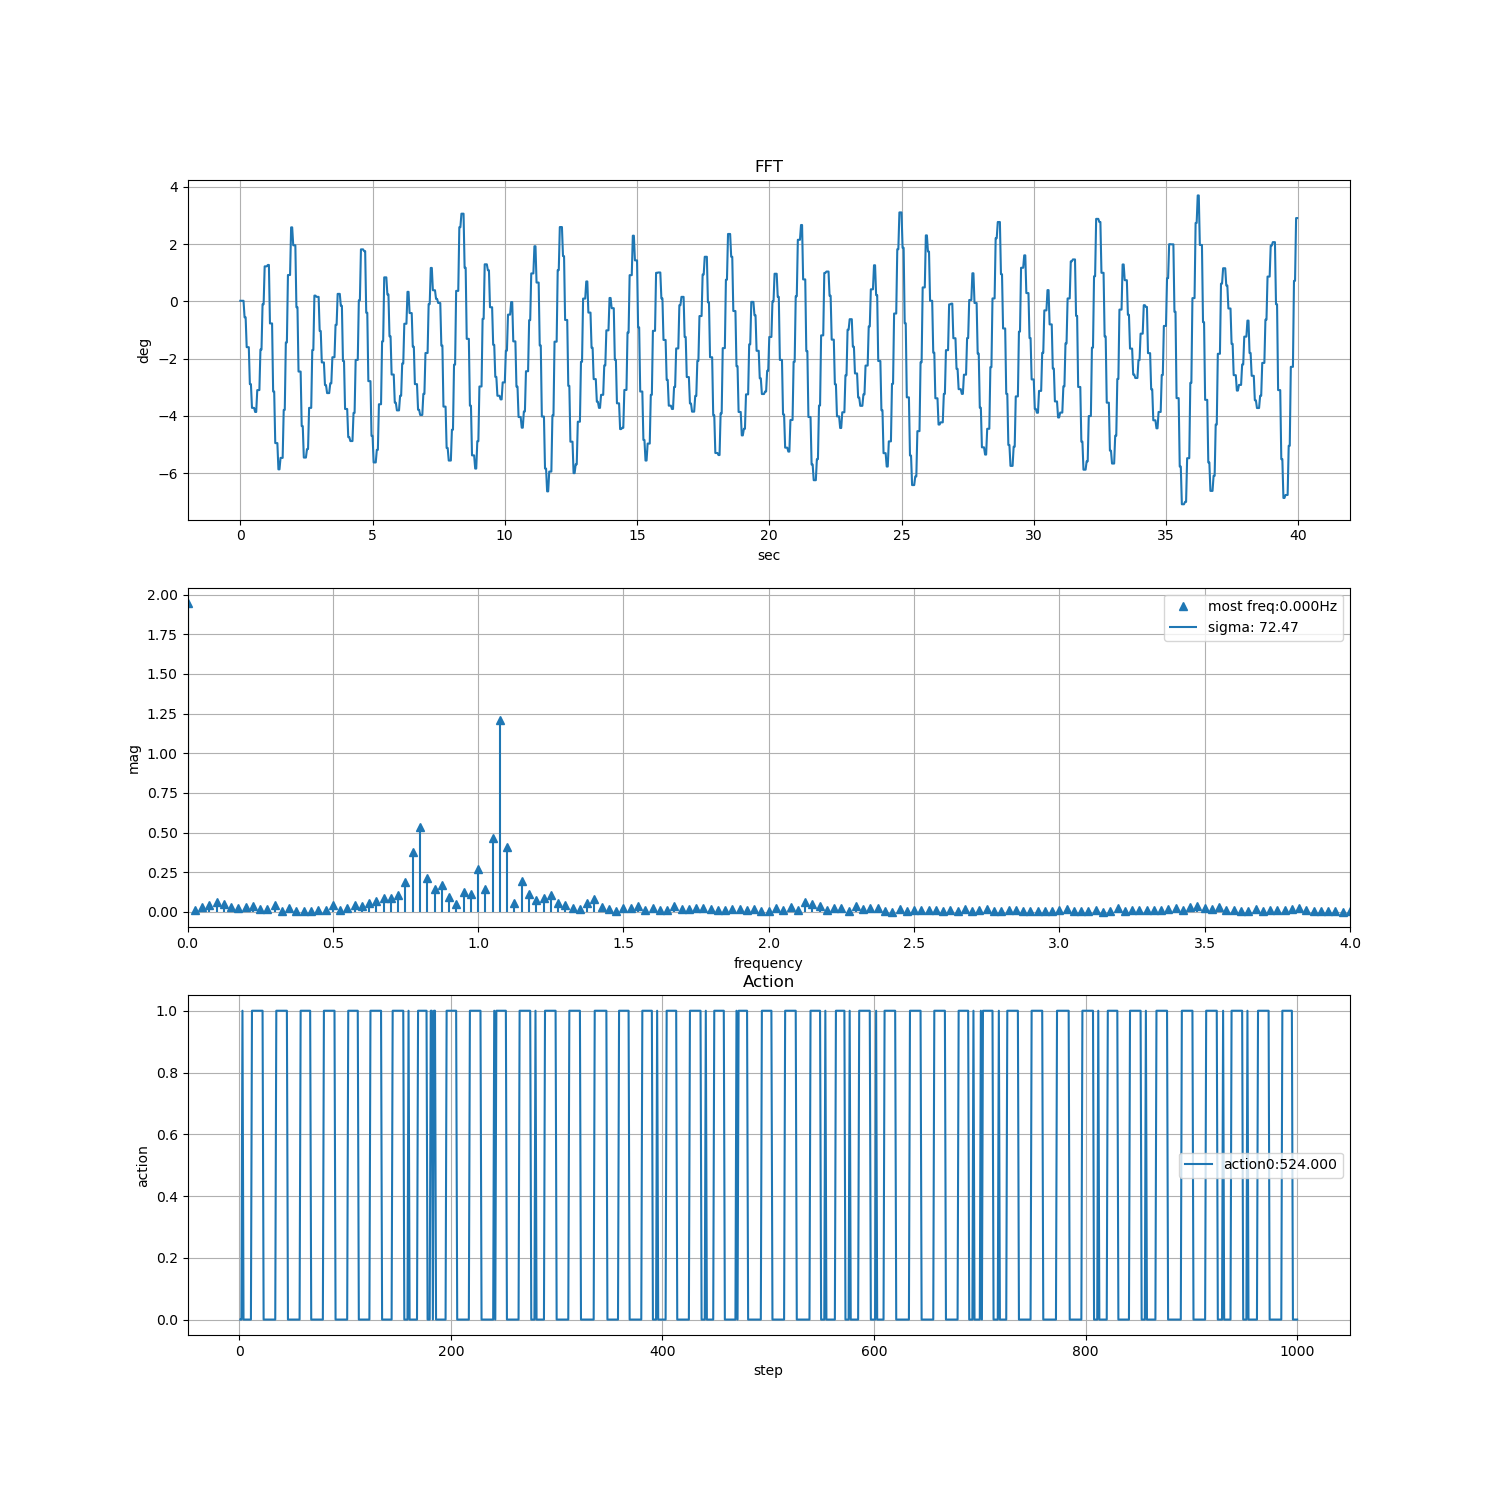 FFT
4
2
0
−2
−4
−6
deg
0 5 10 15 20 25 30 35 40
sec
2.00
1.75
1.50
1.25
1.00
0.75
0.50
0.25
0.00
mag
most freq:0.000Hz
sigma: 72.47
0.0 0.5 1.0 1.5 2.0 2.5 3.0 3.5 4.0
frequency
Action
1.0
0.8
0.6
0.4
0.2
0.0
action
action0:524.000
0 200 400 600 800 1000
step